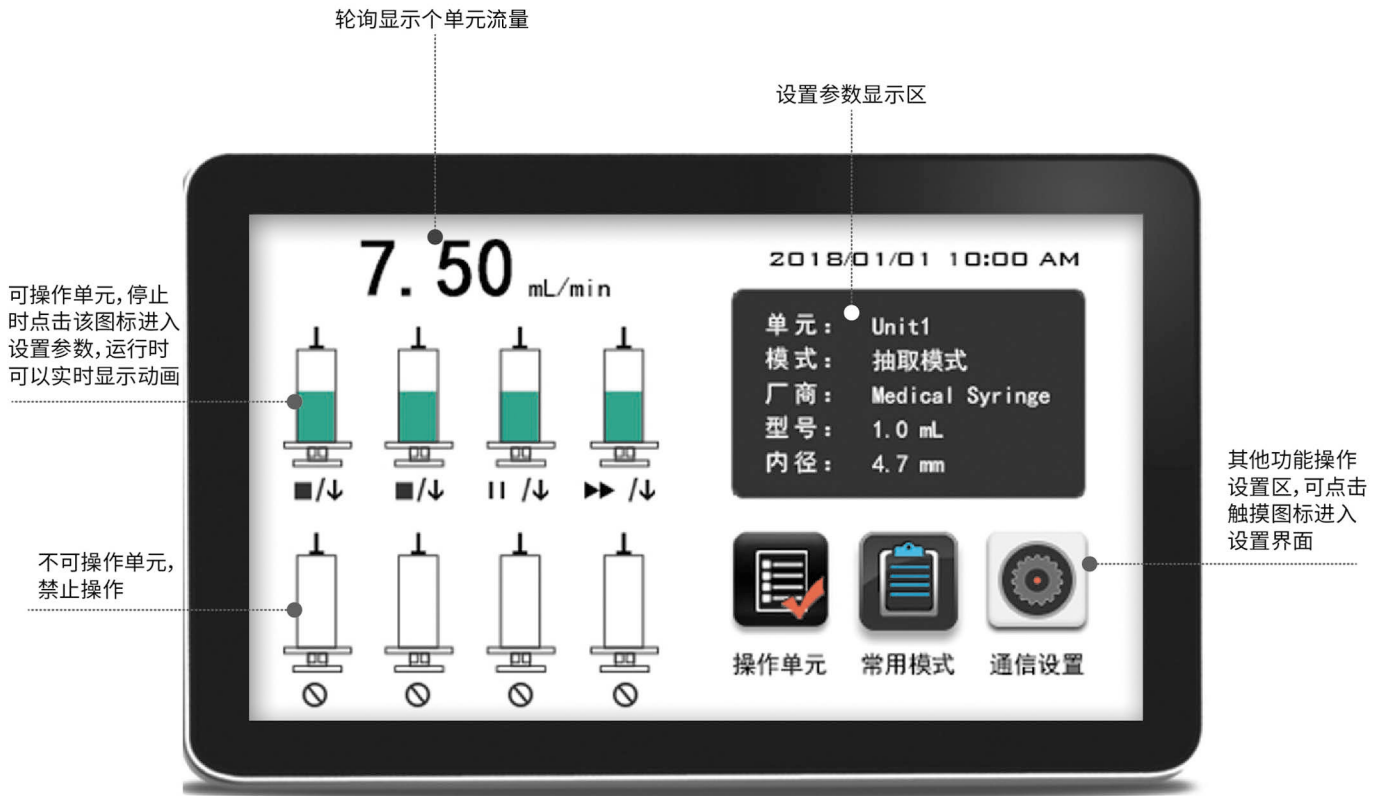 轮询显示个单元流量
设置参数显示区
7.50 mL/min
2018/01/01 10:00 AM
可操作单元，停止
时点击该图标进入
设置参数，运行时
可以实时显示动画
单元： Unit1
模式： 抽取模式
厂商： Medical Syringe
型号： 1.0 mL
内径： 4.7 mm
其他功能操作
设置区，可点击
触摸图标进入
设置界面
不可操作单元，
禁止操作
操作单元 常用模式 通信设置